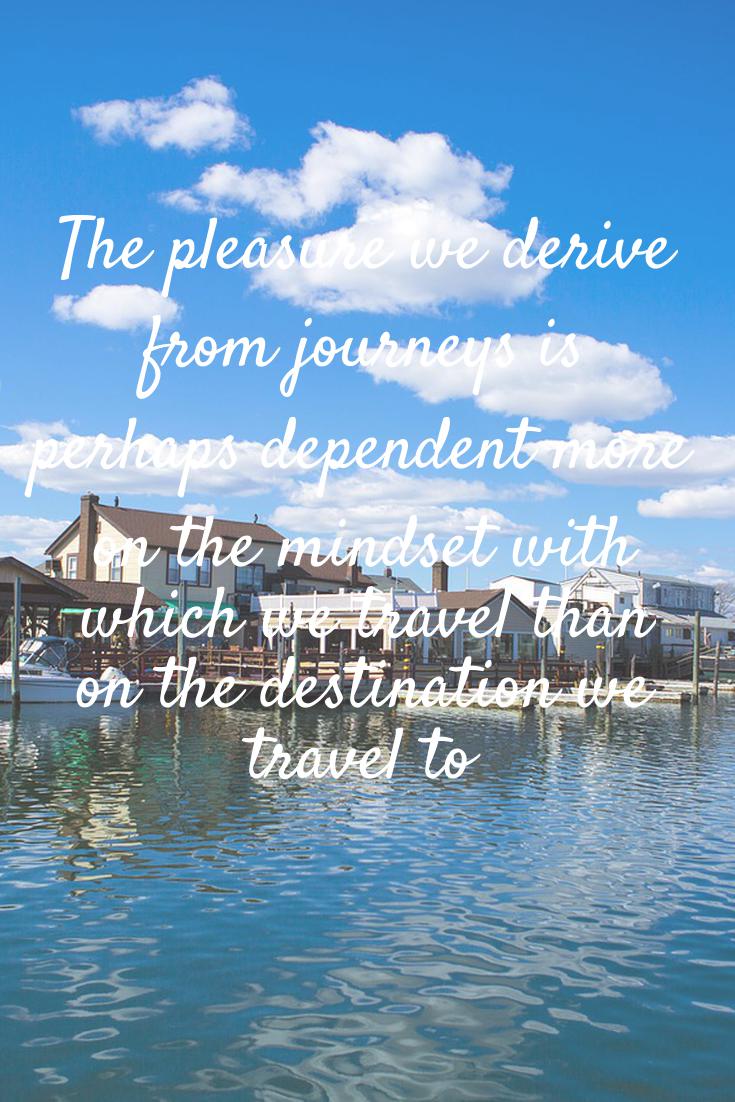 The pleasure we derive
from journeys is
perhaps dependent more
on the mindset with
which we travel than
on the destination we
travel to